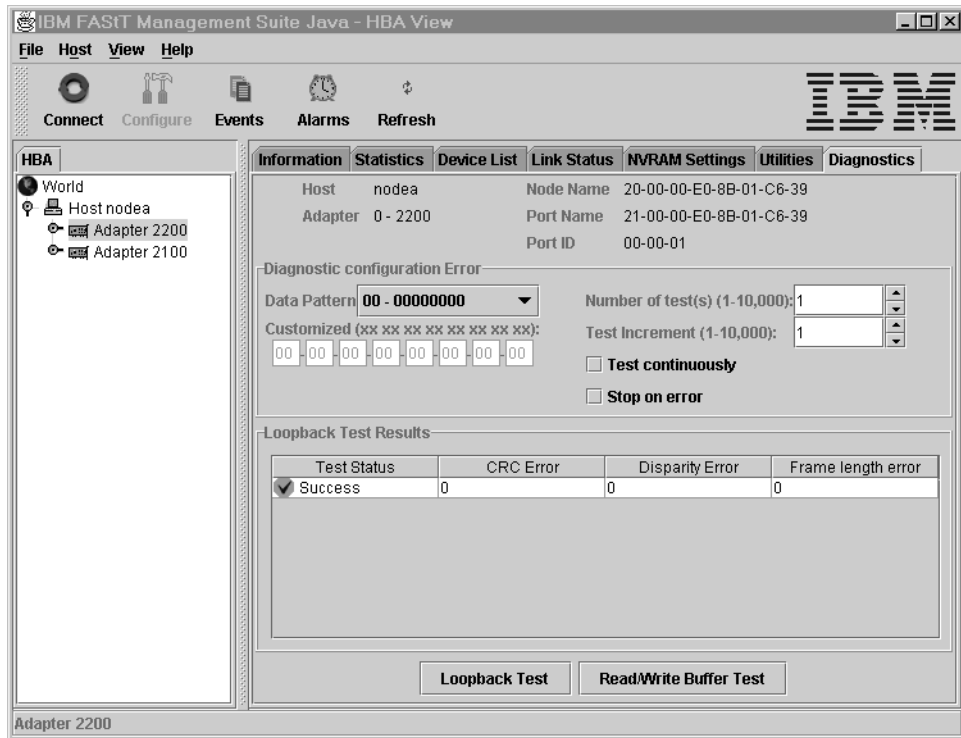 IBM FAStT Management Suite Java - HBA View
File Host View Help
Connect Configure Events Alarms Refresh
IBM
HBA
World
Host nodea
Adapter 2200
Adapter 2100
Information Statistics Device List Link Status NVRAM Settings Utilities Diagnostics
Host nodea Node Name 20-00-00-E0-8B-01-C6-39
Adapter 0 - 2200 Port Name 21-00-00-E0-8B-01-C6-39
Port ID 00-00-01
Diagnostic configuration Error
Data Pattern 00 - 00000000 Number of test(s) (1-10,000): 1
Customized (xx xx xx xx xx xx xx xx): Test Increment (1-10,000): 1
00 -00 -00 -00 -00 -00 -00 -00
Test continuously
Stop on error
Loopback Test Results
Test Status CRC Error Disparity Error Frame length error
Success 0 0 0
Loopback Test Read/Write Buffer Test
Adapter 2200